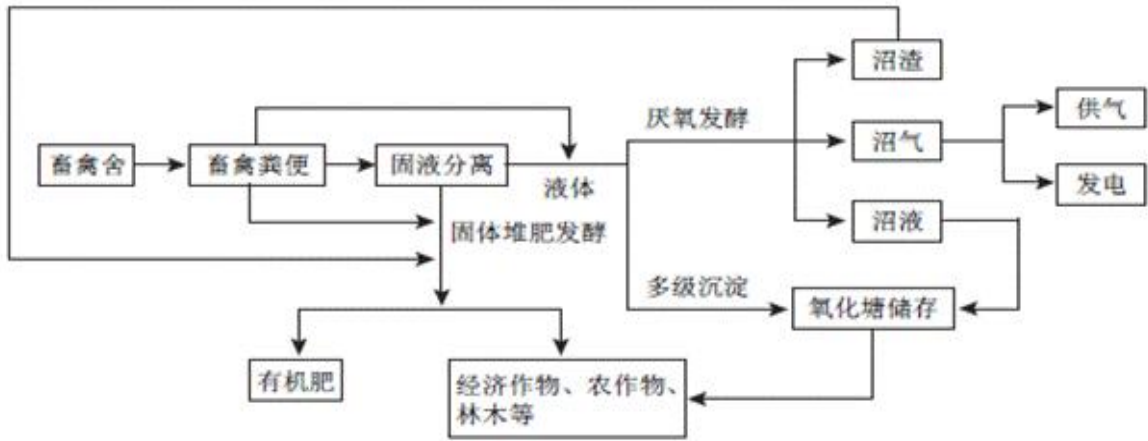 沼渣
供气
厌氧发酵
沼气
畜禽舍
畜禽粪便
固液分离
液体
发电
沼液
固体堆肥发酵
多级沉淀
氧化塘储存
有机肥
经济作物、农作物、
林木等